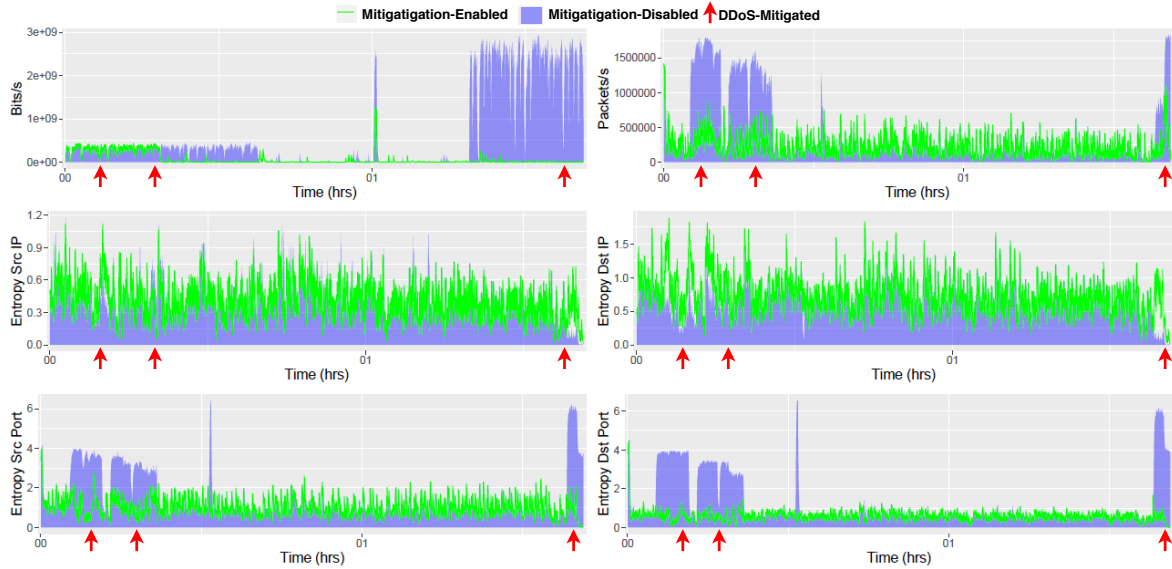 Mitigatigation-Enabled Mitigatigation-Disabled DDoS-Mitigated
Bits/s
3e+09
2e+09
1e+09
0e+00
00 01
Time (hrs)
Packets/s
1500000
1000000
500000
0
00 01
Time (hrs)
Entropy Src IP
1.2
0.9
0.6
0.3
0.0
00 01
Time (hrs)
Entropy Dst IP
1.5
1.0
0.5
0.0
00 01
Time (hrs)
Entropy Src Port
6
4
2
0
00 01
Time (hrs)
Entropy Dst Port
6
4
2
0
00 01
Time (hrs)